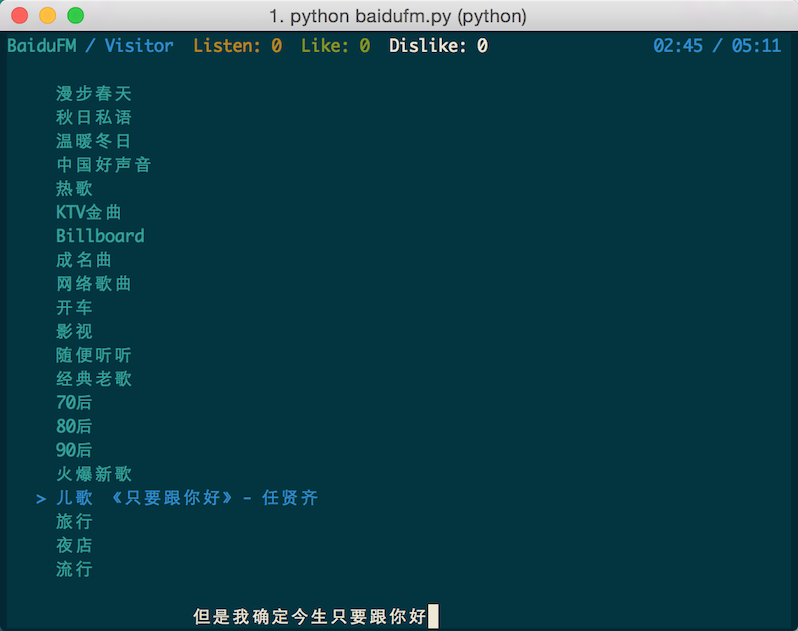 1. python baidufm.py (python)
BaiduFM / Visitor Listen: 0 Like: 0 Dislike: 0 02:45 / 05:11
漫步春天
秋日私语
温暖冬日
中国好声音
热歌
KTV金曲
Billboard
成名曲
网络歌曲
开车
影视
随便听听
经典老歌
70后
80后
90后
火爆新歌
> 儿歌 《只要跟你好》 - 任贤齐
旅行
夜店
流行
但是我确定今生只要跟你好